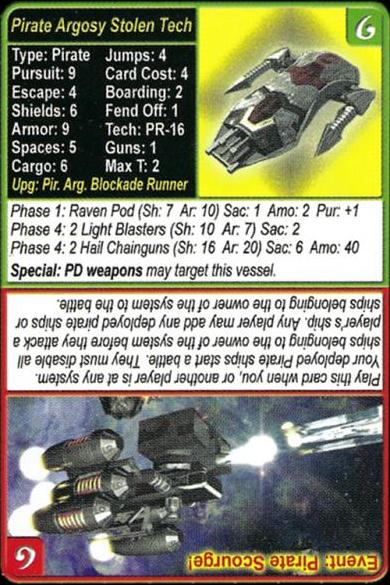 Pirate Argosy Stolen Tech
6
Type: Pirate Jumps: 4
Pursuit: 9 Card Cost: 4
Escape: 4 Boarding: 2
Shields: 6 Fend Off: 1
Armor: 9 Tech: PR-16
Spaces: 5 Guns: 1
Cargo: 6 Max T: 2
Upg: Pir. Arg. Blockade Runner
Phase 1: Raven Pod (Sh: 7 Ar: 10) Sac: 1 Amo: 2 Pur: +1
Phase 4: 2 Light Blasters (Sh: 10 Ar: 7) Sac: 2
Phase 4: 2 Hail Chainguns (Sh: 16 Ar: 20) Sac: 6 Amo: 40
Special: PD weapons may target this vessel.
Event: Pirate Scourge!
6
Play this card when you, or another player is at any system.
Your deployed Pirate ships start a battle. They must disable all
ships belonging to the owner of the system before they attack a
player's ship. Any player may add any deployed pirate ships or
ships belonging to the owner of the system to the battle.